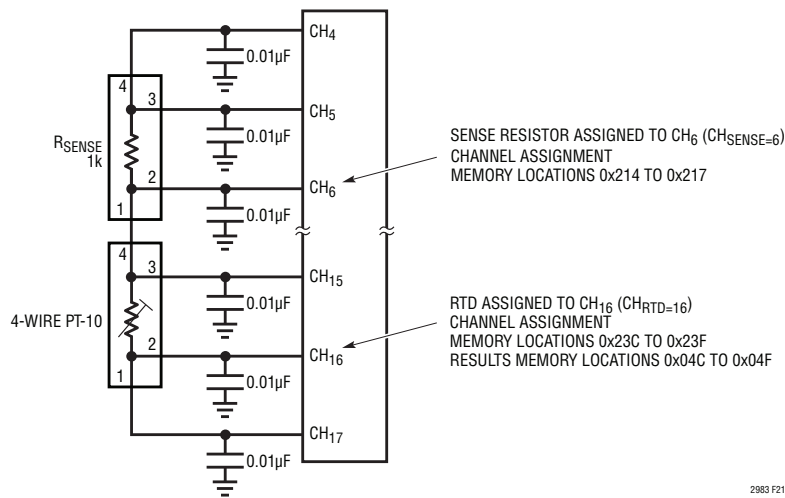 CH4
0.01µF
4
3
CH5
0.01µF
RSENSE
1k
2
CH6
1
0.01µF
SENSE RESISTOR ASSIGNED TO CH6 (CHSENSE=6)
CHANNEL ASSIGNMENT
MEMORY LOCATIONS 0x214 TO 0x217
4
3
CH15
0.01µF
4-WIRE PT-10
2
CH16
1
0.01µF
RTD ASSIGNED TO CH16 (CHRTD=16)
CHANNEL ASSIGNMENT
MEMORY LOCATIONS 0x23C TO 0x23F
RESULTS MEMORY LOCATIONS 0x04C TO 0x04F
CH17
0.01µF
2983 F21